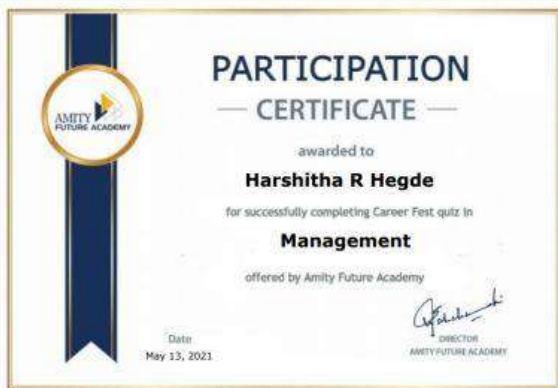 AMITY
FUTURE ACADEMY
PARTICIPATION
CERTIFICATE
awarded to
Harshitha R Hegde
for successfully completing Career Fest quiz in
Management
offered by Amity Future Academy
Date
May 13, 2021
DIRECTOR
AMITY FUTURE ACADEMY